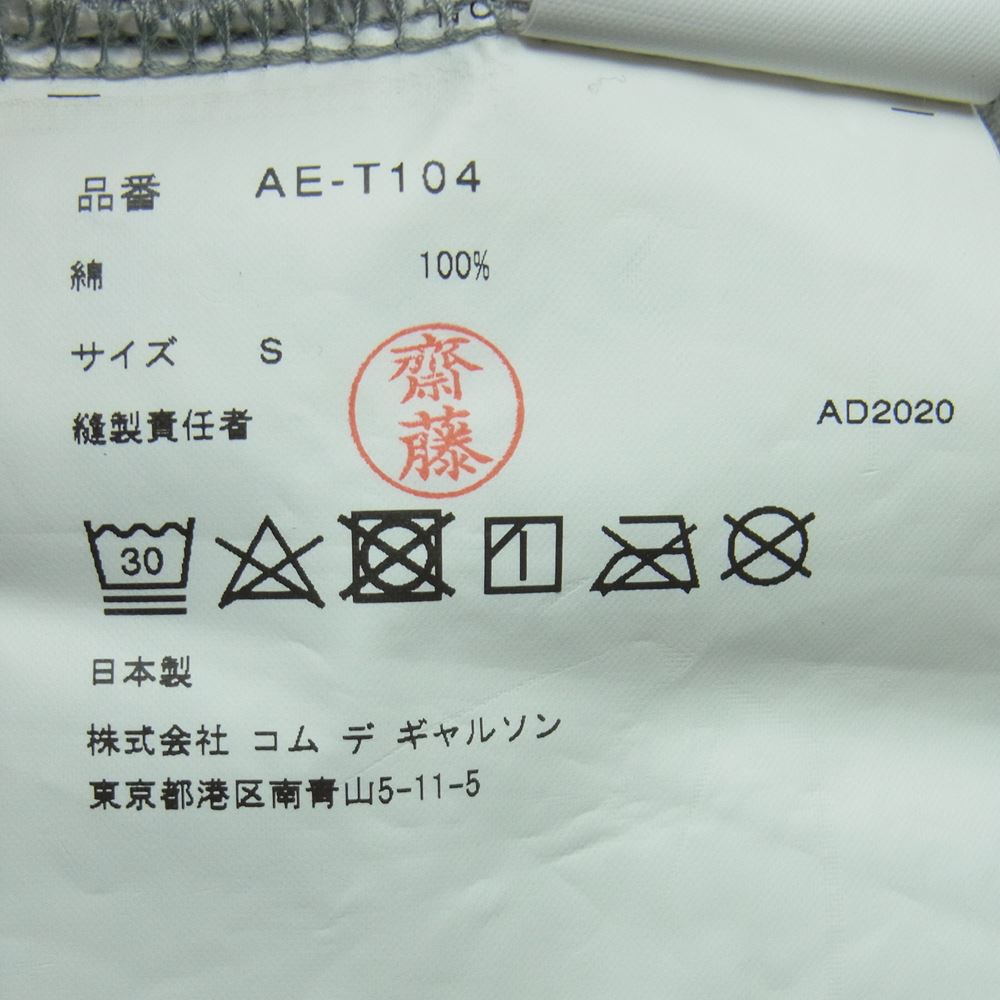 品番 AE-T104
綿 100%
サイズ S
縫製責任者 齋藤 AD2020
30
日本製
株式会社 コム デ ギャルソン
東京都港区南青山5-11-5